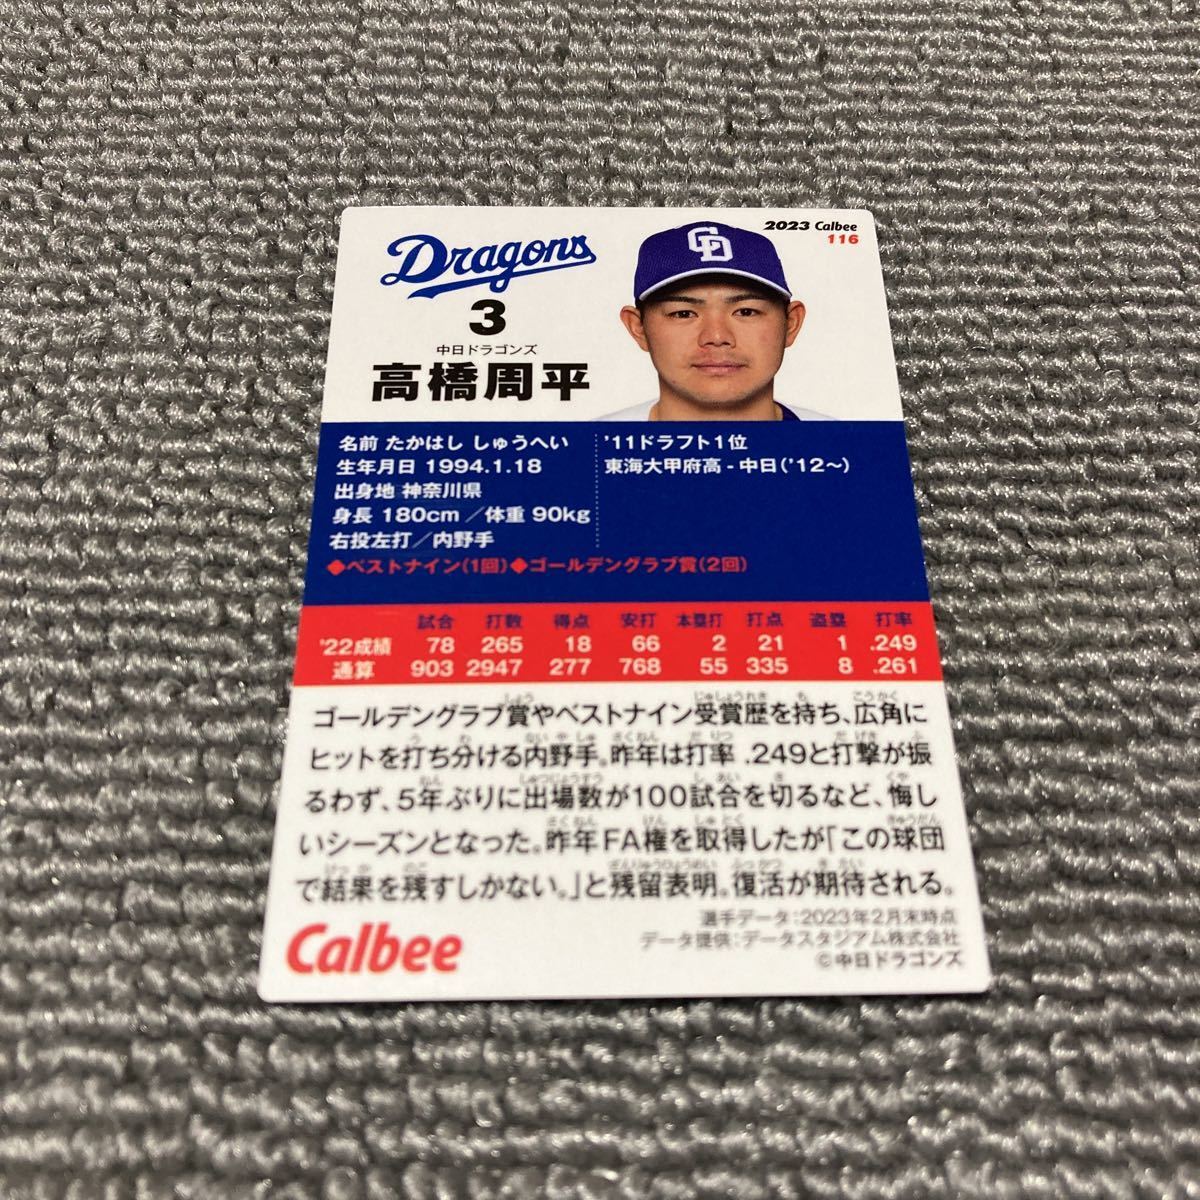 2023 Calbee
116
Dragons
3
中日ドラゴンズ
高橋周平
名前 たかはし しゅうへい
生年月日 1994.1.18
出身地 神奈川県
身長 180cm／体重 90kg
右投左打／内野手
'11ドラフト1位
東海大甲府高 - 中日('12～)
◆ベストナイン(1回)◆ゴールデングラブ賞(2回)
試合 打数 得点 安打 本塁打 打点 盗塁 打率
'22成績 78 265 18 66 2 21 1 .249
通算 903 2947 277 768 55 335 8 .261
ゴールデングラブ賞やベストナイン受賞歴を持ち、広角に
ヒットを打ち分ける内野手。昨年は打率 .249と打撃が振
るわず、5年ぶりに出場数が100試合を切るなど、悔し
いシーズンとなった。昨年FA権を取得したが「この球団
で結果を残すしかない。」と残留表明。復活が期待される。
選手データ：2023年2月末時点
データ提供：データスタジアム株式会社
©中日ドラゴンズ
Calbee